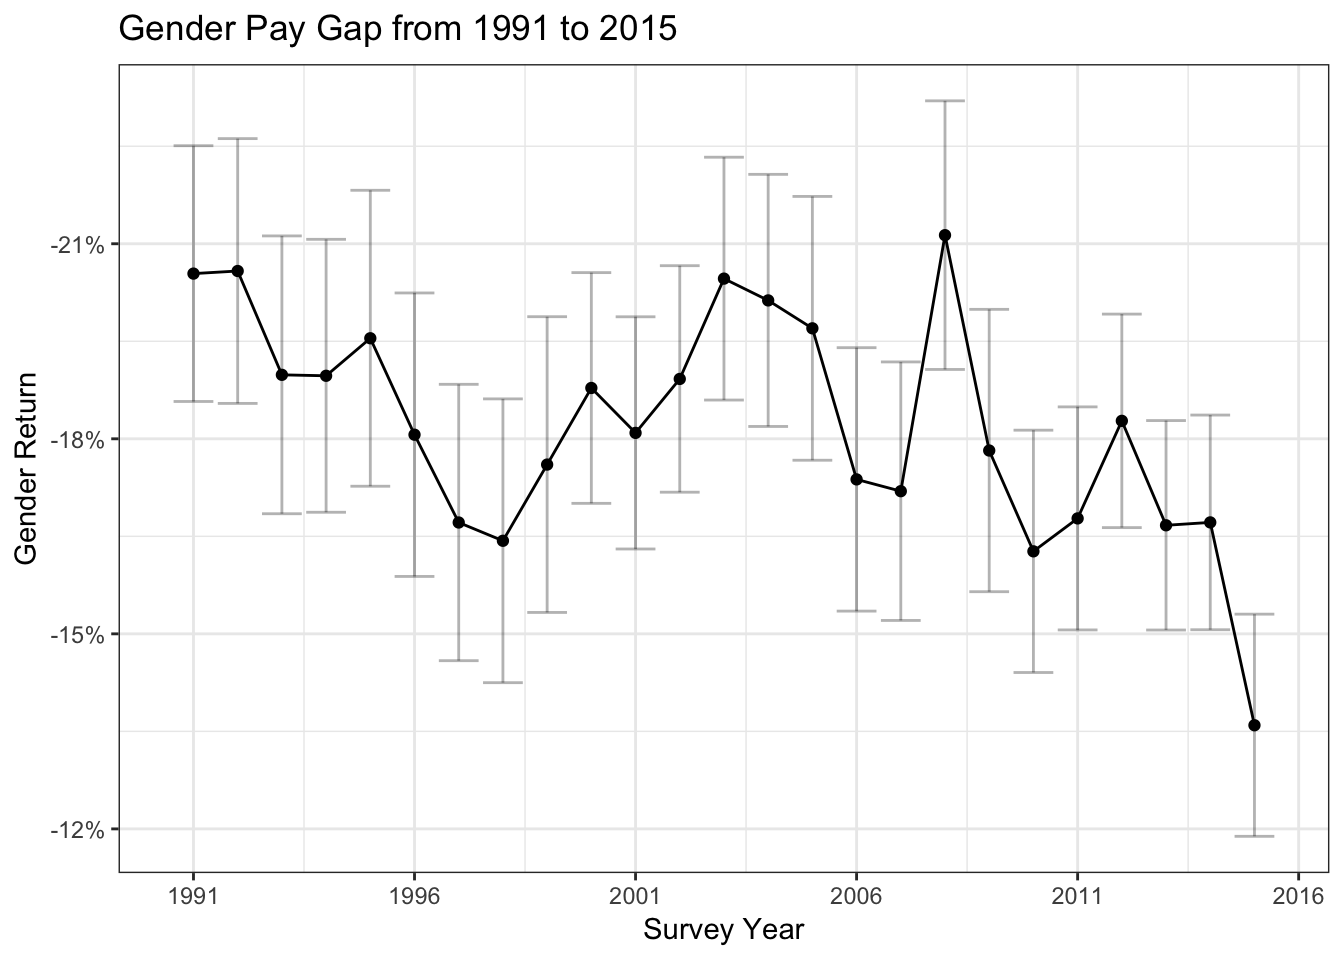 Gender Pay Gap from 1991 to 2015
Gender Return
-21%
-18%
-15%
-12%
1991 1996 2001 2006 2011 2016
Survey Year